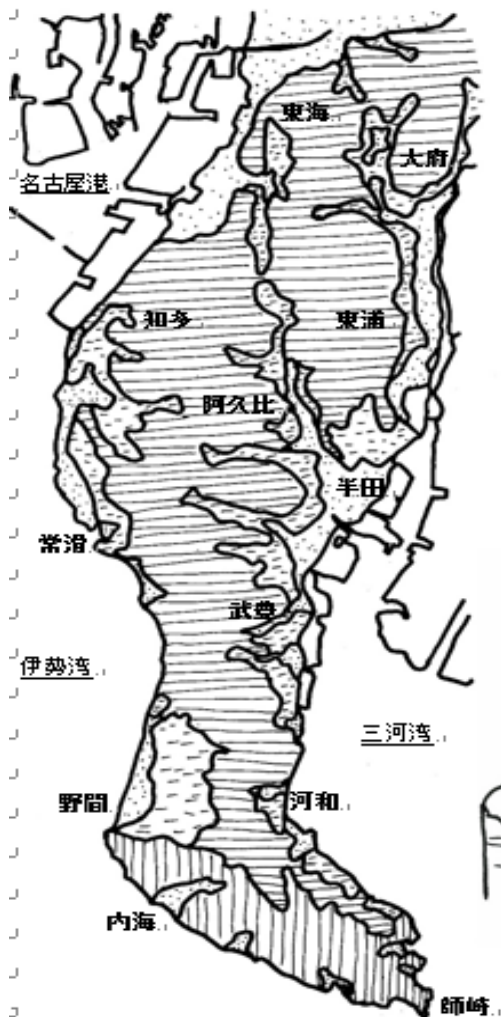 東海
大府
名古屋港
知多
東浦
阿久比
半田
常滑
武豊
伊勢湾
三河湾
野間
河和
内海
師崎